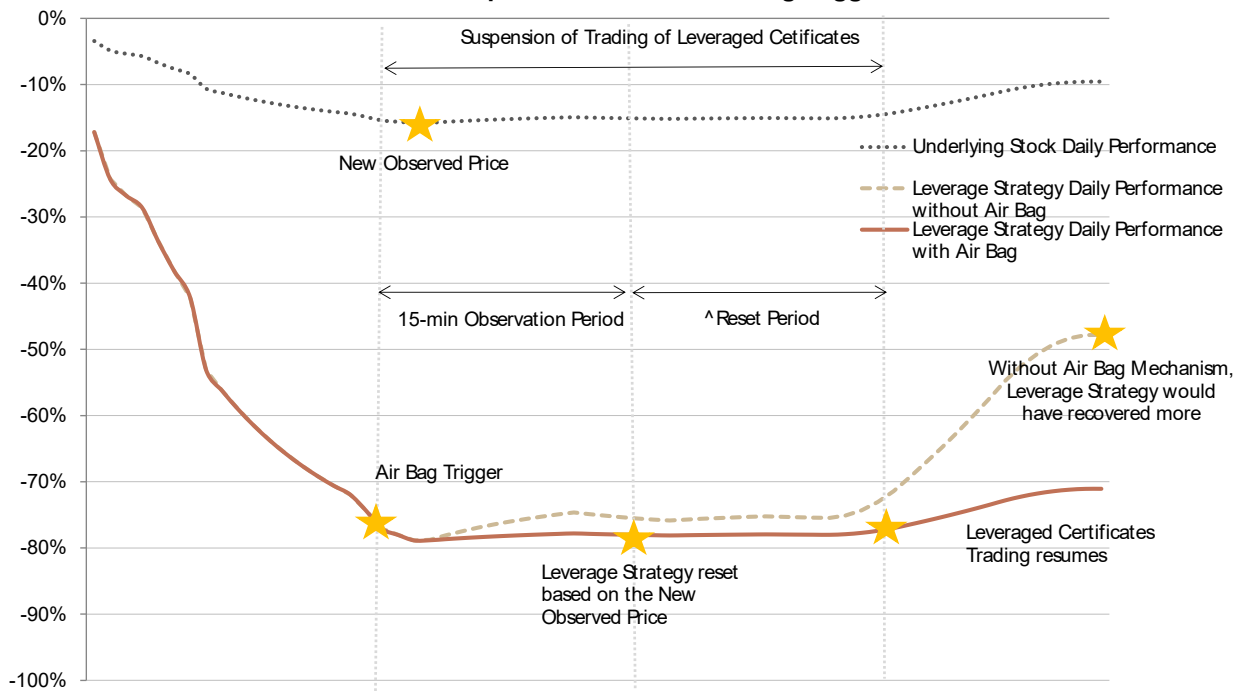 0%
Suspension of Trading of Leveraged Cetificates
-10%
New Observed Price
-20%
Underlying Stock Daily Performance
Leverage Strategy Daily Performance
without Air Bag
Leverage Strategy Daily Performance
with Air Bag
-30%
-40%
15-min Observation Period
^Reset Period
-50%
Without Air Bag Mechanism,
Leverage Strategy would
have recovered more
-60%
Air Bag Trigger
-70%
Leveraged Certificates
Trading resumes
-80%
Leverage Strategy reset
based on the New
Observed Price
-90%
-100%